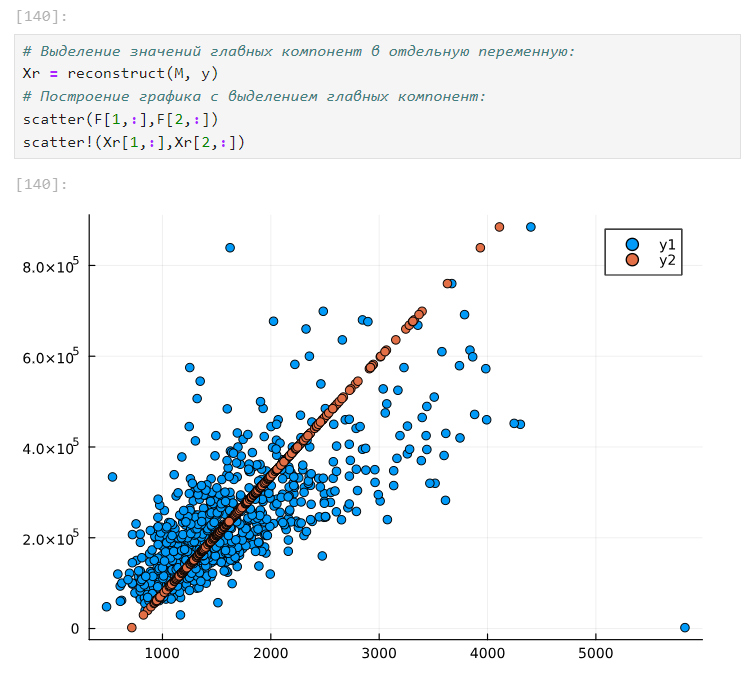 [140]:
# Выделение значений главных компонент в отдельную переменную:
Xr = reconstruct(M, y)
# Построение графика с выделением главных компонент:
scatter(F[1,:],F[2,:])
scatter!(Xr[1,:],Xr[2,:])
[140]:
y1
y2
8.0×10⁵
6.0×10⁵
4.0×10⁵
2.0×10⁵
0
1000 2000 3000 4000 5000